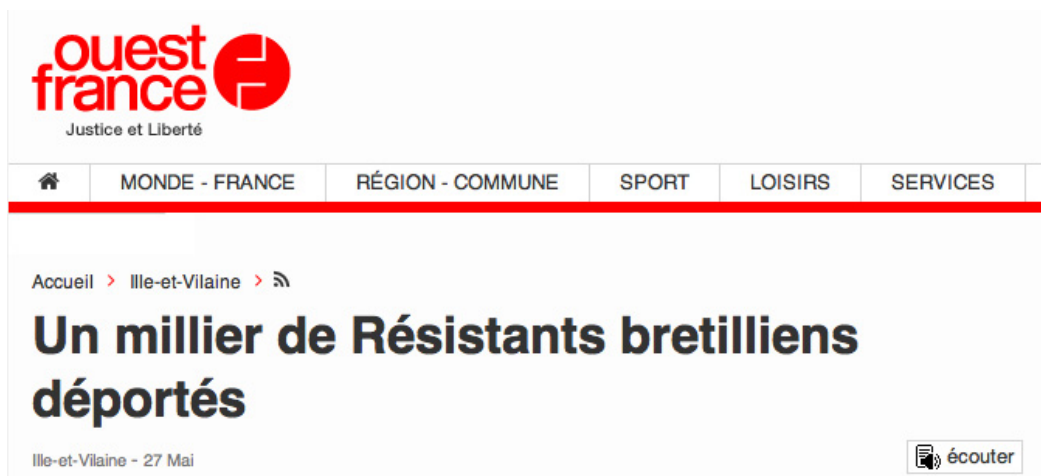 ouest
france
Justice et Liberté
MONDE - FRANCE RÉGION - COMMUNE SPORT LOISIRS SERVICES
Accueil > Ille-et-Vilaine >
Un millier de Résistants bretilliens
déportés
Ille-et-Vilaine - 27 Mai écouter